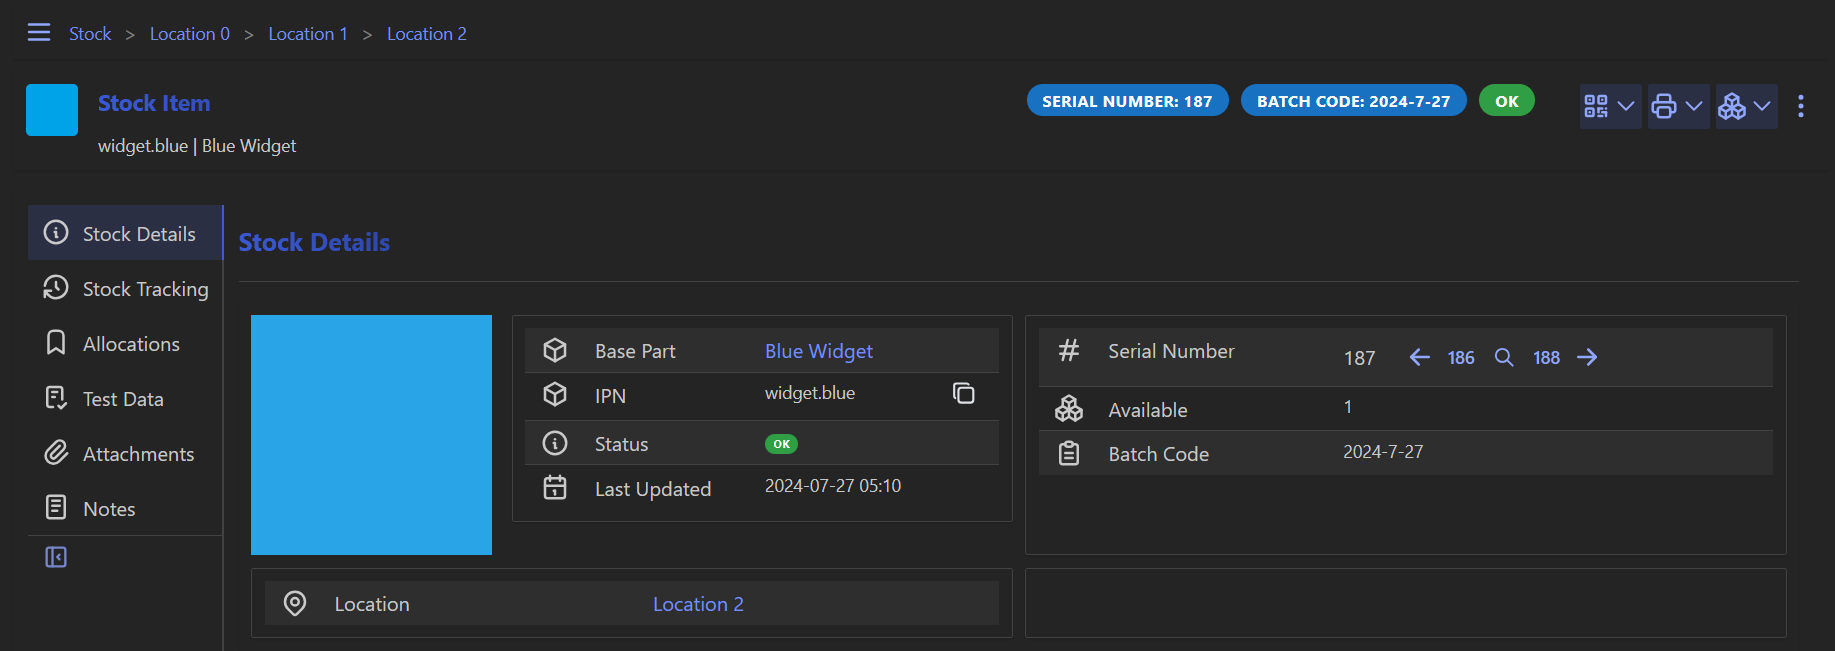 Stock > Location 0 > Location 1 > Location 2
Stock Item
widget.blue | Blue Widget
SERIAL NUMBER: 187
BATCH CODE: 2024-7-27
OK
Stock Details
Stock Tracking
Allocations
Test Data
Attachments
Notes
Stock Details
Base Part Blue Widget
IPN widget.blue
Status OK
Last Updated 2024-07-27 05:10
Serial Number 187 186 188
Available 1
Batch Code 2024-7-27
Location Location 2